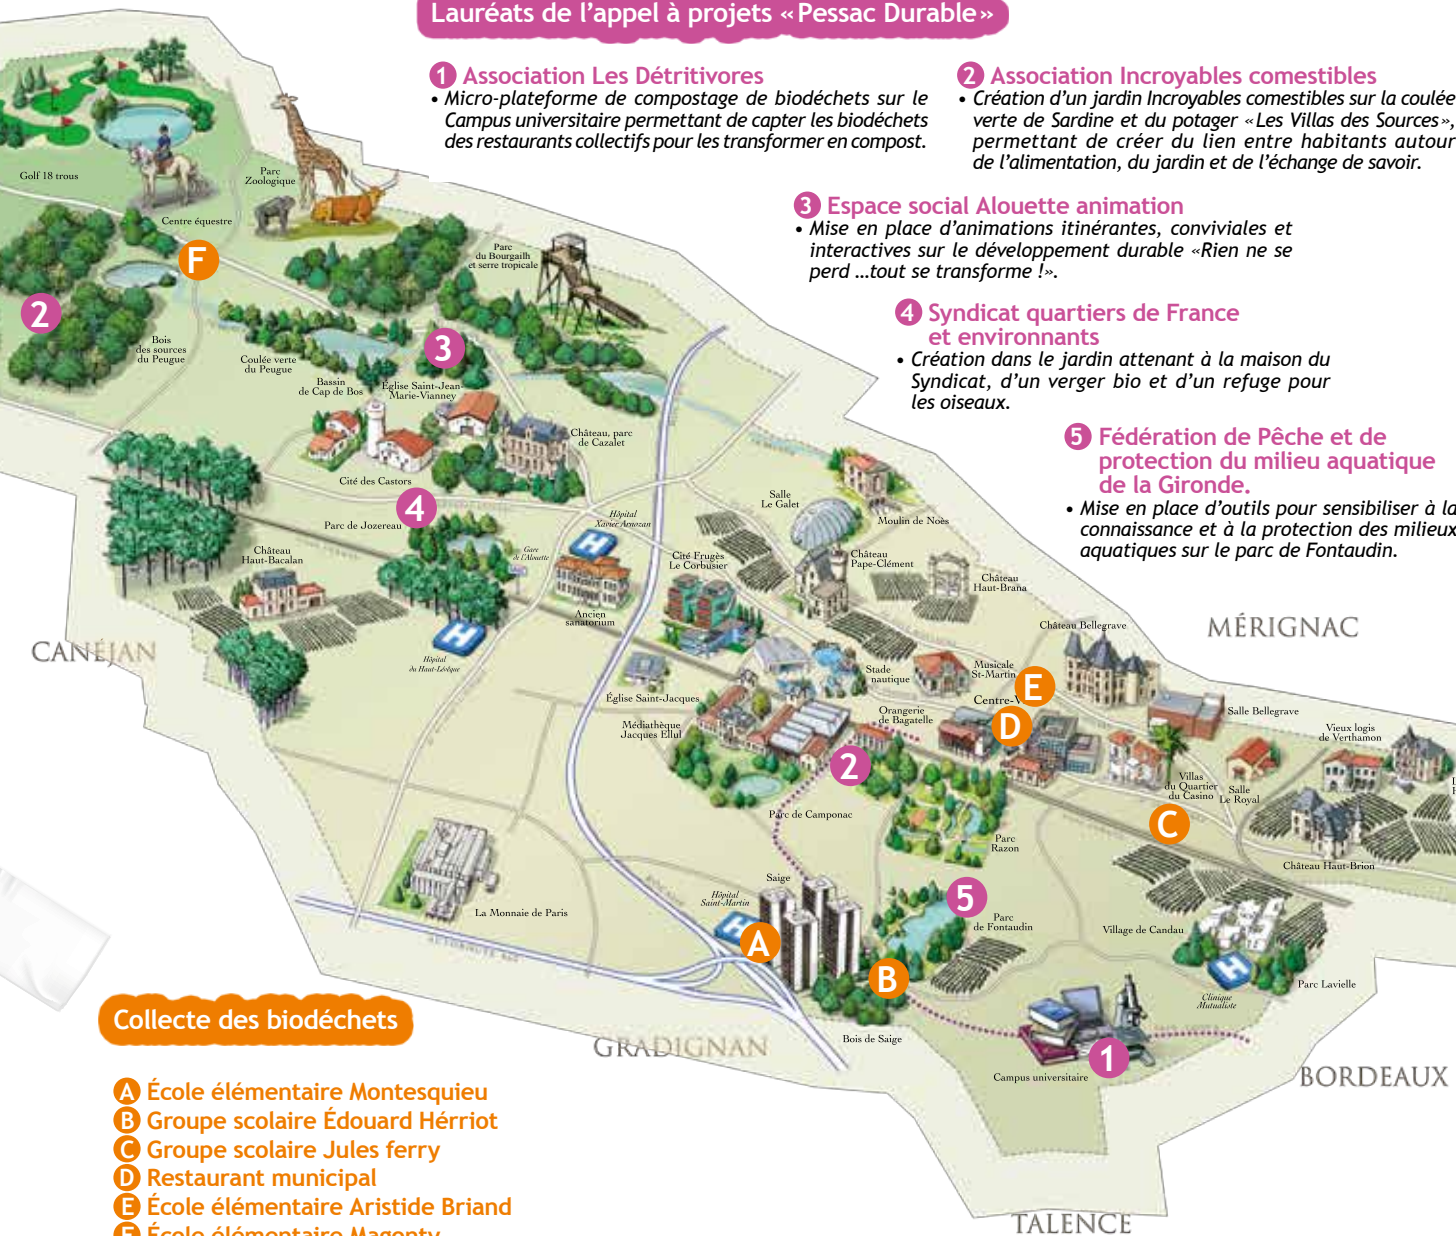 Lauréats de l'appel à projets «Pessac Durable»
1 Association Les Détritivores
• Micro-plateforme de compostage de biodéchets sur le
Campus universitaire permettant de capter les biodéchets
des restaurants collectifs pour les transformer en compost.
2 Association Incroyables comestibles
• Création d'un jardin Incroyables comestibles sur la coulée
verte de Sardine et du potager «Les Villas des Sources»,
permettant de créer du lien entre habitants autour
de l'alimentation, du jardin et de l'échange de savoir.
3 Espace social Alouette animation
• Mise en place d'animations itinérantes, conviviales et
interactives sur le développement durable «Rien ne se
perd ...tout se transforme !».
4 Syndicat quartiers de France
et environnants
• Création dans le jardin attenant à la maison du
Syndicat, d'un verger bio et d'un refuge pour
les oiseaux.
5 Fédération de Pêche et de
protection du milieu aquatique
de la Gironde.
• Mise en place d'outils pour sensibiliser à la
connaissance et à la protection des milieux
aquatiques sur le parc de Fontaudin.
Golf 18 trous
Parc
Zoologique
Centre équestre
F
Parc
du Bourgailh
et serre tropicale
2
Bois
des sources
du Peugue
3
Coulée verte
du Peugue
Bassin
de Cap de Bos
Église Saint-Jean-
Marie-Vianney
Château, parc
de Cazalet
Cité des Castors
4
Parc de Jozereau
Salle
Le Galet
Moulin de Noès
Hôpital
Xavier Arnozan
H
Gare
de l'Alouette
Château
Haut-Bacalan
Cité Frugès
Le Corbusier
Château
Pape-Clément
Château
Haut-Brana
Ancien
sanatorium
Château Bellegrave
MÉRIGNAC
CANÉJAN
H
Hôpital
du Haut-Lévêque
Stade
nautique
Musicale
St-Martin
E
Église Saint-Jacques
Centre-V
D
Orangerie
de Bagatelle
Salle Bellegrave
Médiathèque
Jacques Ellul
Vieux logis
de Verthamon
2
Villas
du Quartier
du Casino
Salle
Le Royal
Parc de Camponac
C
Parc
Razon
Château Haut-Brion
Saige
5
Hôpital
Saint-Martin
H
La Monnaie de Paris
Parc
de Fontaudin
Village de Candau
A
B
H
Clinique
Mutualiste
Parc Lavielle
Bois de Saige
GRADIGNAN
1
Campus universitaire
BORDEAUX
TALENCE
Collecte des biodéchets
A École élémentaire Montesquieu
B Groupe scolaire Édouard Hérriot
C Groupe scolaire Jules ferry
D Restaurant municipal
E École élémentaire Aristide Briand
F École élémentaire Magonty